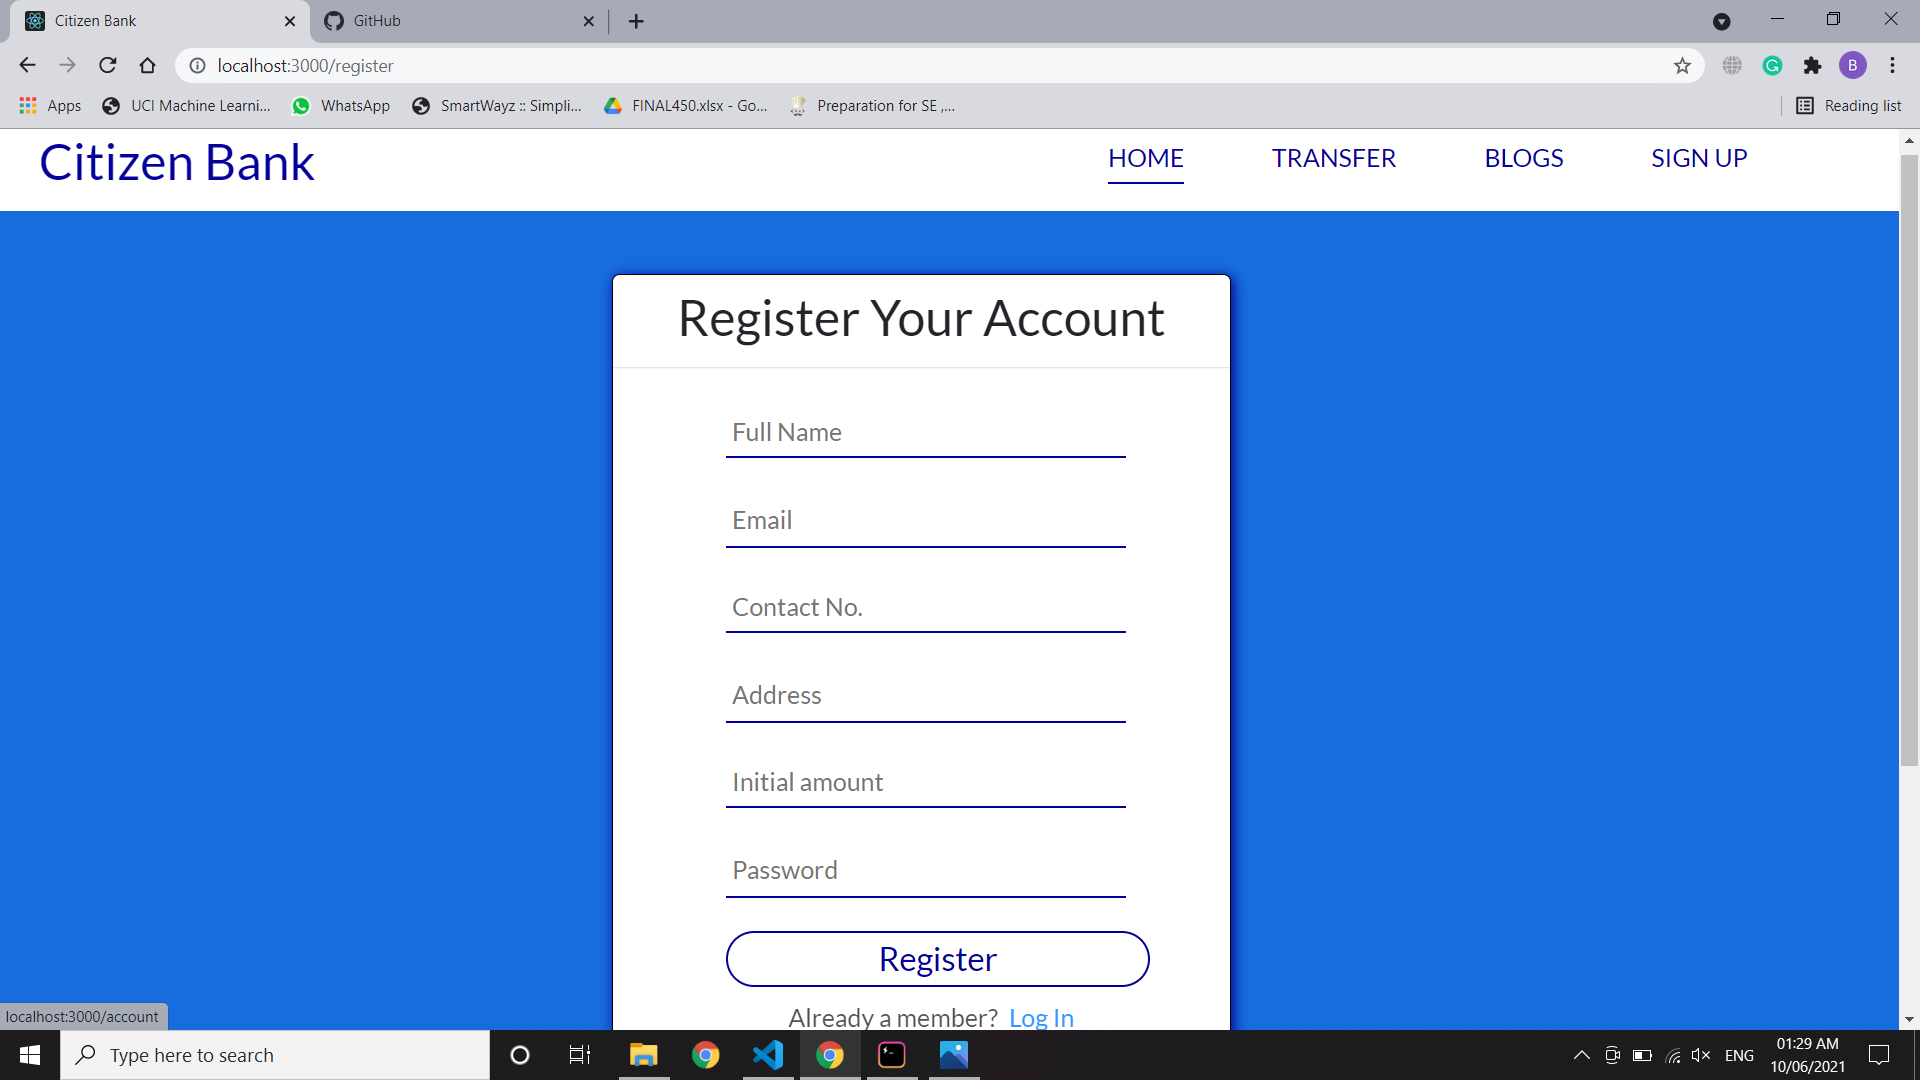 Citizen Bank
GitHub
localhost:3000/register
B
Apps
UCI Machine Learni...
WhatsApp
SmartWayz :: Simpli...
FINAL450.xlsx - Go...
Preparation for SE ,...
Reading list
Citizen Bank
HOME
TRANSFER
BLOGS
SIGN UP
Register Your Account
Full Name
Email
Contact No.
Address
Initial amount
Password
Register
Already a member? Log In
localhost:3000/account
Type here to search
ENG
01:29 AM
10/06/2021